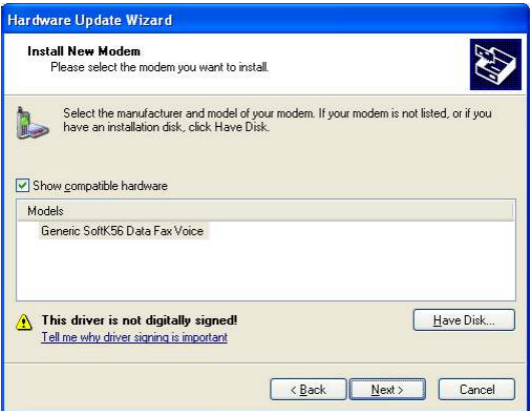 Hardware Update Wizard
Install New Modem
Please select the modem you want to install.
Select the manufacturer and model of your modem. If your modem is not listed, or if you
have an installation disk, click Have Disk.
Show compatible hardware
Models
Generic SoftK56 Data Fax Voice
This driver is not digitally signed!
Have Disk...
Tell me why driver signing is important
< Back
Next >
Cancel